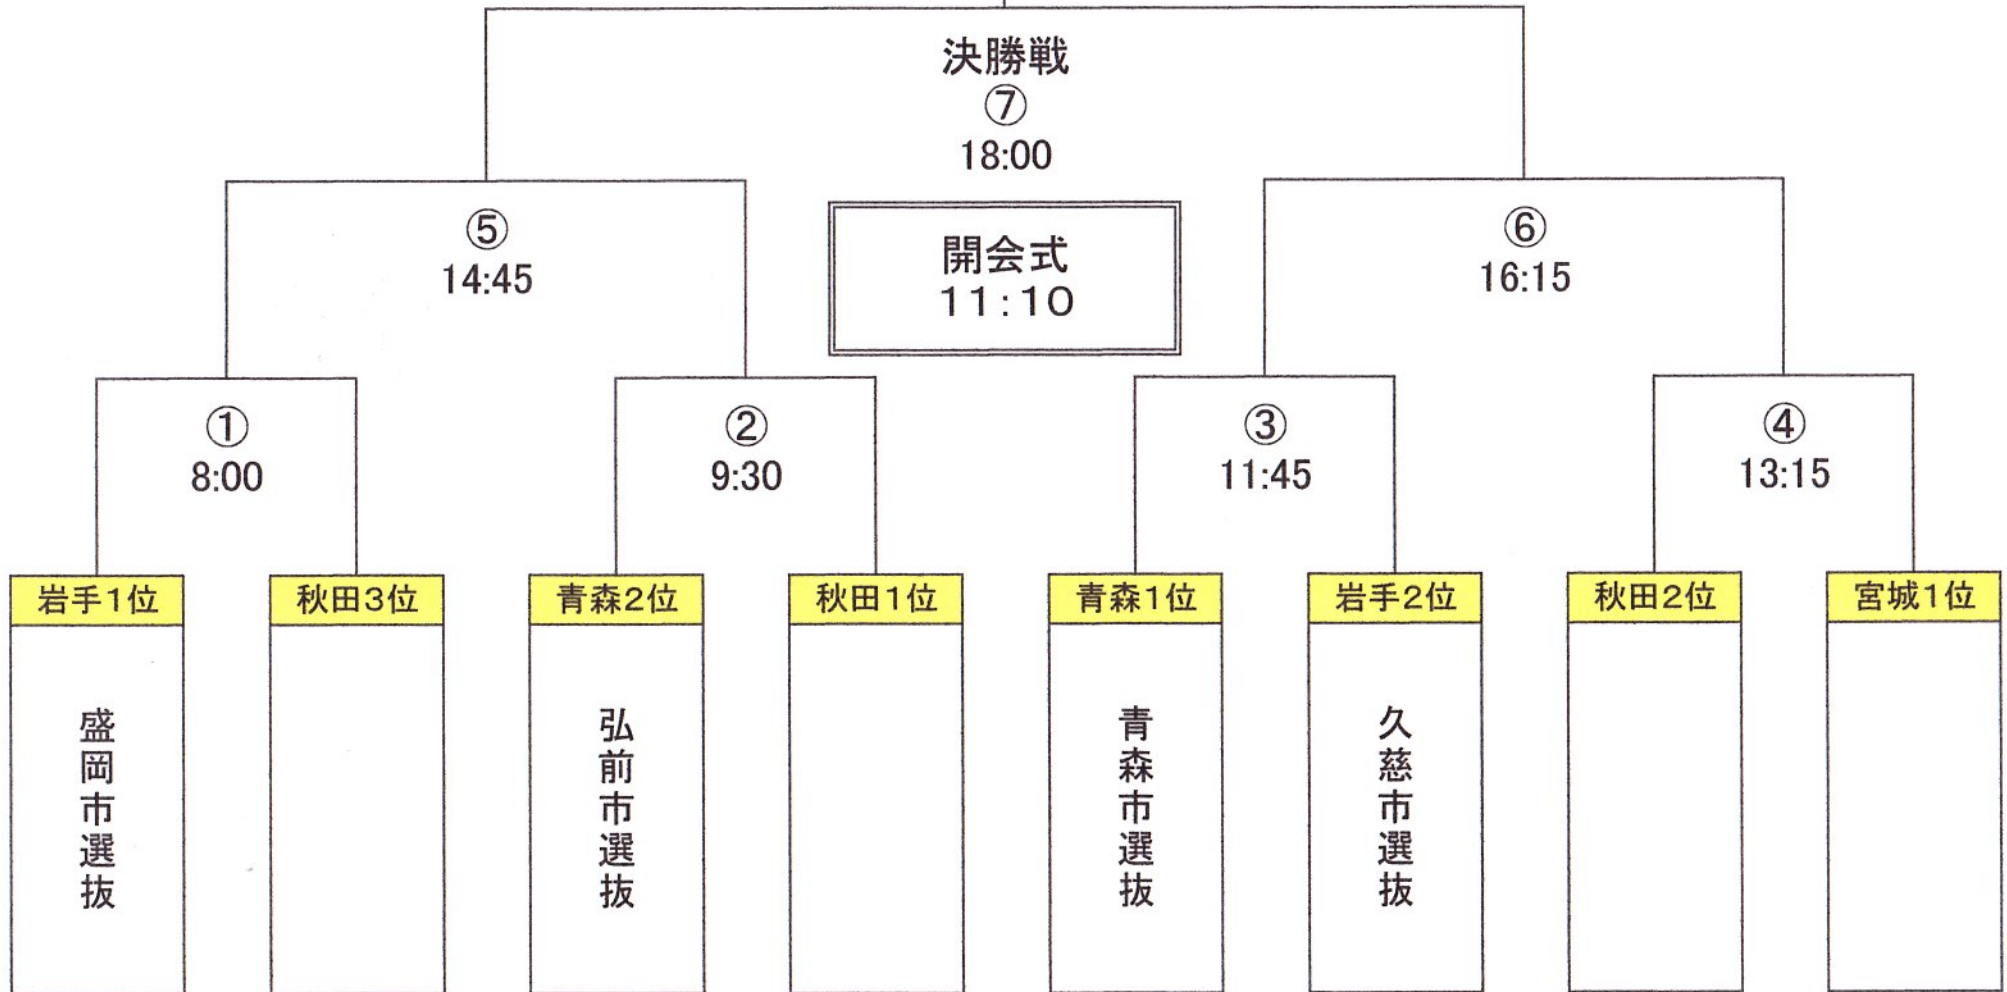 決勝戦
⑦
18:00
⑤
14:45
開会式
11:10
⑥
16:15
①
8:00
②
9:30
③
11:45
④
13:15
岩手1位
秋田3位
青森2位
秋田1位
青森1位
岩手2位
秋田2位
宮城1位
盛岡市選抜
弘前市選抜
青森市選抜
久慈市選抜